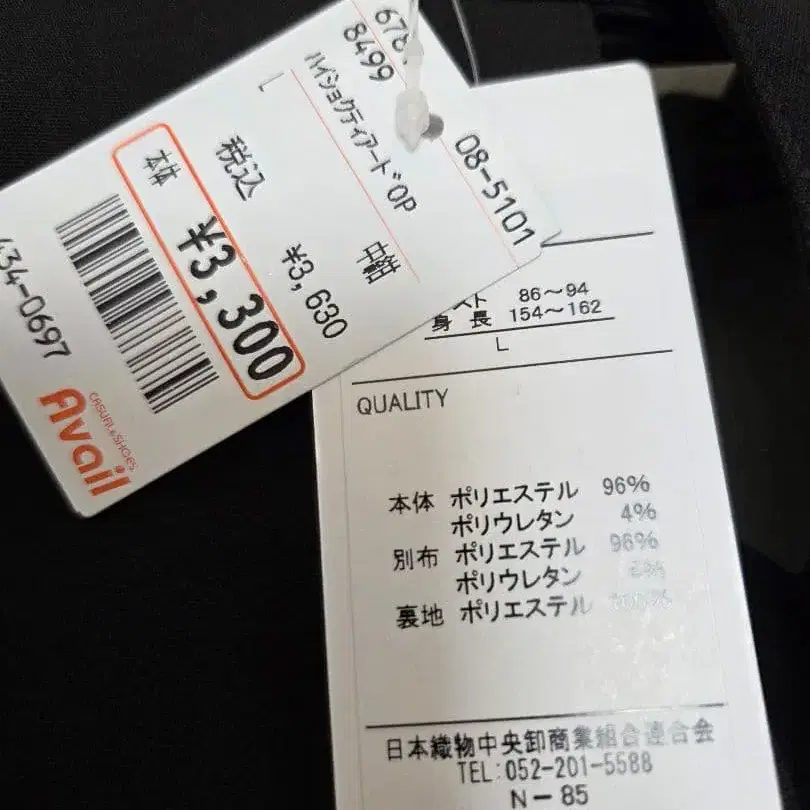 678
8499
08-5101
ハイショクティアードOP
L
中国
税込 ¥3,630
本体 ¥3,300
434-0697
CASUAL&SHOES
Avail
スト 86～94
身長 154～162
L
QUALITY
本体 ポリエステル 96%
ポリウレタン 4%
別布 ポリエステル 96%
ポリウレタン
裏地 ポリエステル 100%
日本織物中央卸商業組合連合会
TEL:052-201-5588
N-85